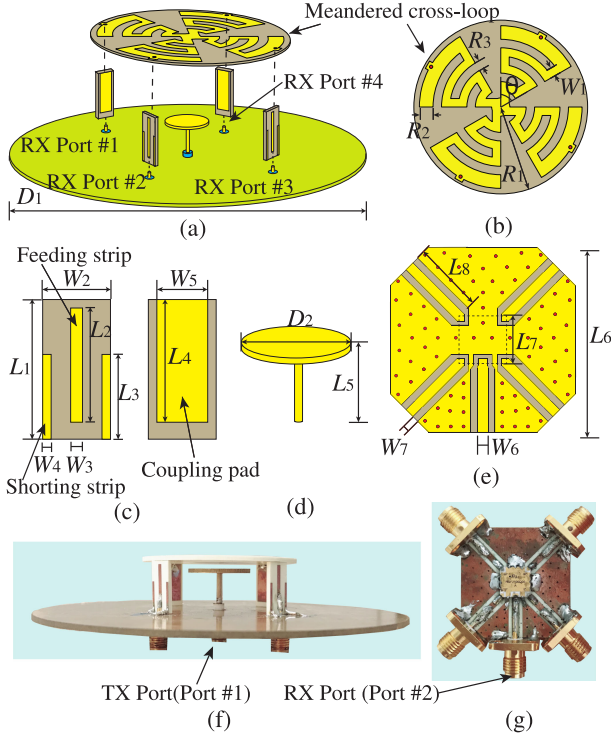 Meandered cross-loop
RX Port #4
RX Port #1
RX Port #2
RX Port #3
D1
(a)
R3
θ
W1
R2
R1
(b)
Feeding strip
W2
L1
L2
L3
W4
W3
Shorting strip
(c)
W5
L4
Coupling pad
D2
L5
(d)
L8
L7
L6
W7
W6
(e)
TX Port(Port #1)
(f)
RX Port (Port #2)
(g)